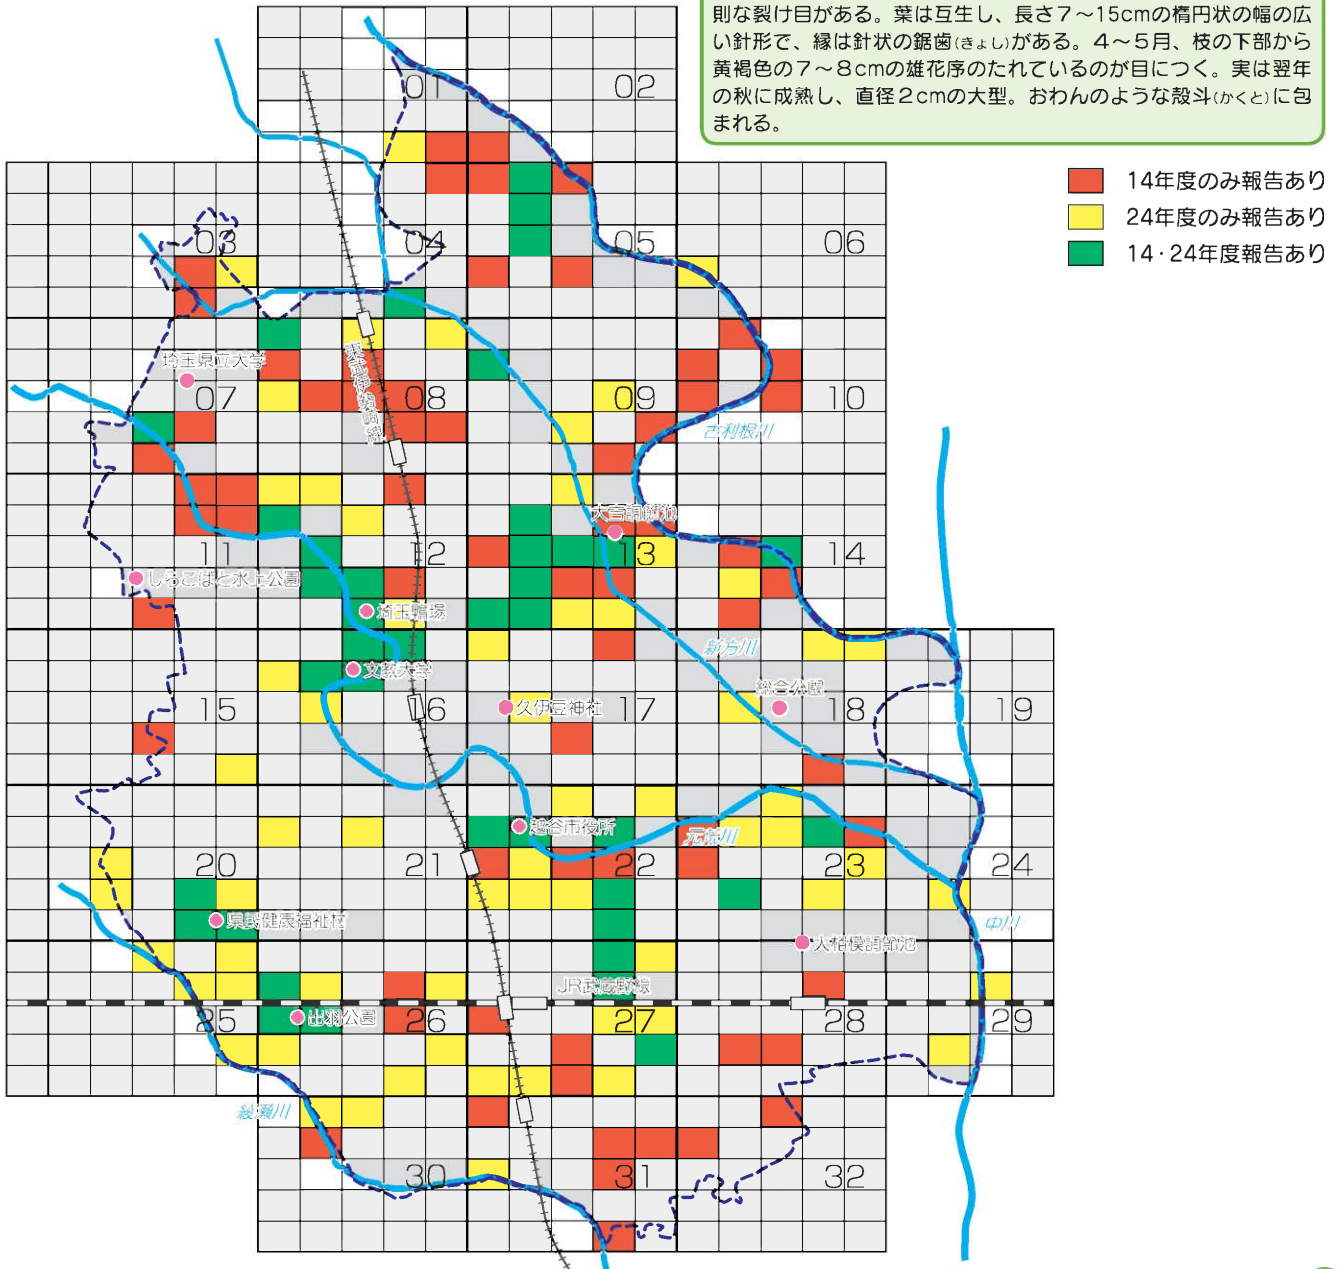 則な裂け目がある。葉は互生し、長さ７～15cmの楕円状の幅の広
い針形で、縁は針状の鋸歯(きょし)がある。４～５月、枝の下部から
黄褐色の７～８cmの雄花序のたれているのが目につく。実は翌年
の秋に成熟し、直径２cmの大型。おわんのような殻斗(かくと)に包
まれる。
14年度のみ報告あり
24年度のみ報告あり
14・24年度報告あり
01
02
03
04
05
06
埼玉県立大学
東武伊勢崎線
07
08
09
10
古利根川
大吉調節池
11
12
13
14
しらこばと水上公園
埼玉鴨場
文教大学
新方川
総合公園
久伊豆神社
15
16
17
18
19
越谷市役所
元荒川
20
21
22
23
24
県民健康福祉村
中川
大相模調節池
JR武蔵野線
出羽公園
25
26
27
28
29
綾瀬川
30
31
32